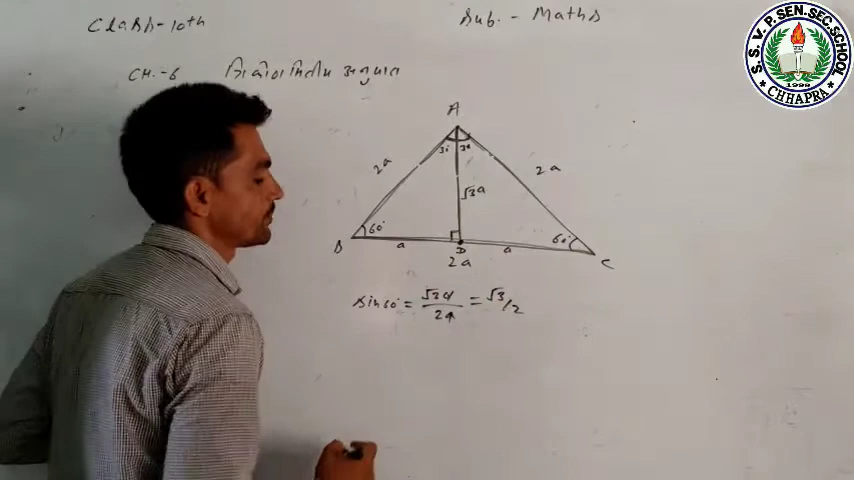 Class-10th
Sub. - Maths
CH.-6 त्रिकोणमितीय अनुपात
S. S. V. P. SEN. SEC. SCHOOL
1999
CHHAPRA
A
30° 30°
2a
2a
√3a
60°
60°
B
a
D
a
C
2a
sin60° = √3a/2a = √3/2